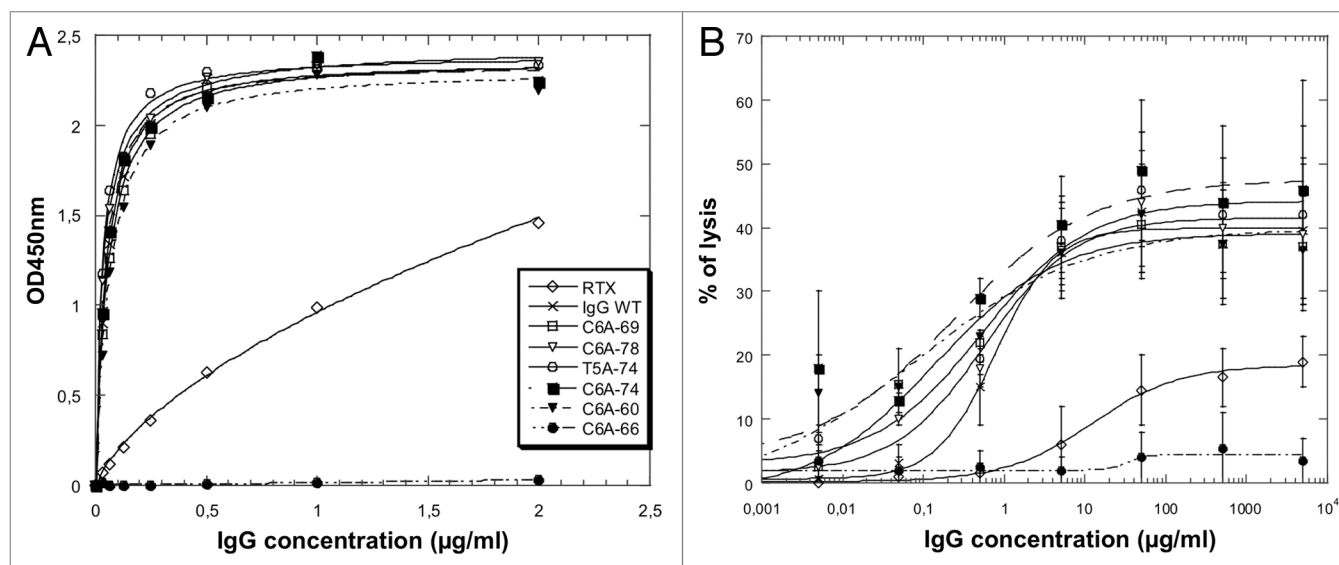 A
2,5
2
1,5
1
0,5
0
0
0,5
1
1,5
2
2,5
OD450nm
IgG concentration (µg/ml)
RTX
IgG WT
C6A-69
C6A-78
T5A-74
C6A-74
C6A-60
C6A-66
B
70
60
50
40
30
20
10
0
0,001
0,01
0,1
1
10
100
1000
10⁴
% of lysis
IgG concentration (µg/ml)